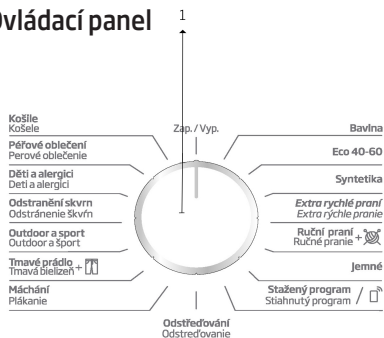 Ovládací panel
1
Zap. / Vyp.
Košile
Košele
Péřové oblečení
Perové oblečenie
Děti a alergici
Deti a alergici
Odstranění skvrn
Odstránenie škvŕn
Outdoor a sport
Outdoor a šport
Tmavé prádlo
Tmavá bielizeň +
Máchání
Plákanie
Bavlna
Eco 40-60
Syntetika
Extra rychlé praní
Extra rýchle pranie
Ruční praní
Ručné pranie +
Jemné
Stažený program
Stiahnutý program /
Odstřeďování
Odstreďovanie